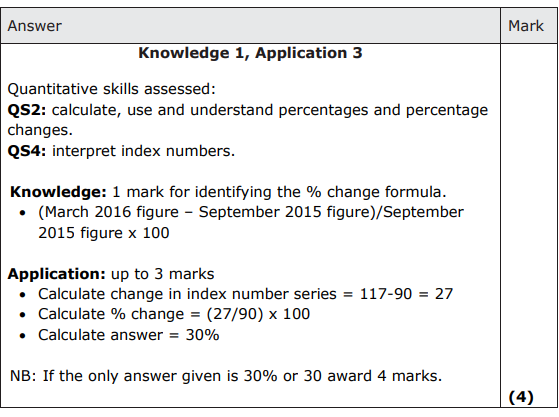 Answer Mark
Knowledge 1, Application 3
Quantitative skills assessed:
QS2: calculate, use and understand percentages and percentage
changes.
QS4: interpret index numbers.
Knowledge: 1 mark for identifying the % change formula.
• (March 2016 figure – September 2015 figure)/September
2015 figure x 100
Application: up to 3 marks
• Calculate change in index number series = 117-90 = 27
• Calculate % change = (27/90) x 100
• Calculate answer = 30%
NB: If the only answer given is 30% or 30 award 4 marks.
(4)